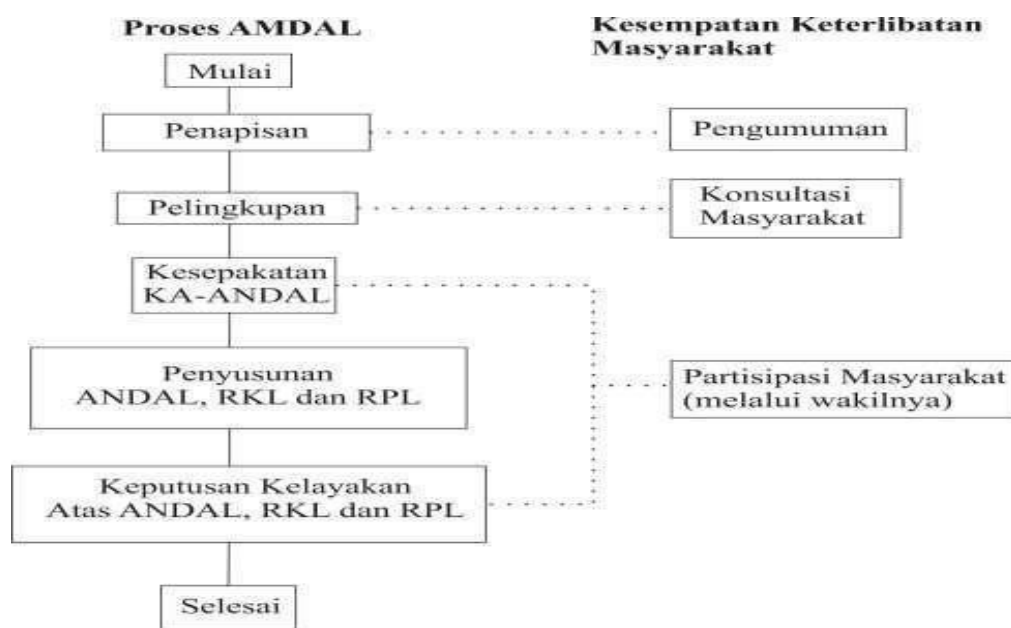 Proses AMDAL
Kesempatan Keterlibatan
Masyarakat
Mulai
Penapisan
Pengumuman
Pelingkupan
Konsultasi
Masyarakat
Kesepakatan
KA-ANDAL
Penyusunan
ANDAL, RKL dan RPL
Partisipasi Masyarakat
(melalui wakilnya)
Keputusan Kelayakan
Atas ANDAL, RKL dan RPL
Selesai